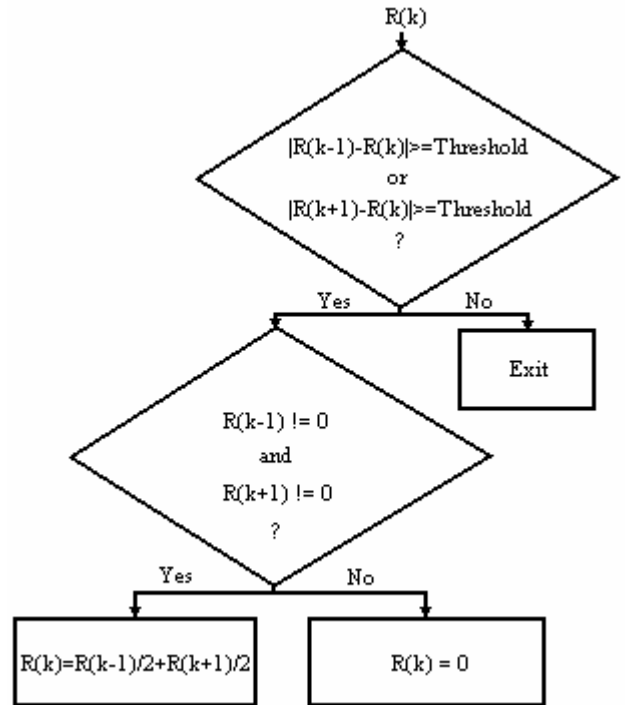 R(k)
|R(k-1)-R(k)|>=Threshold
or
|R(k+1)-R(k)|>=Threshold
?
Yes
No
Exit
R(k-1) != 0
and
R(k+1) != 0
?
Yes
No
R(k)=R(k-1)/2+R(k+1)/2
R(k) = 0